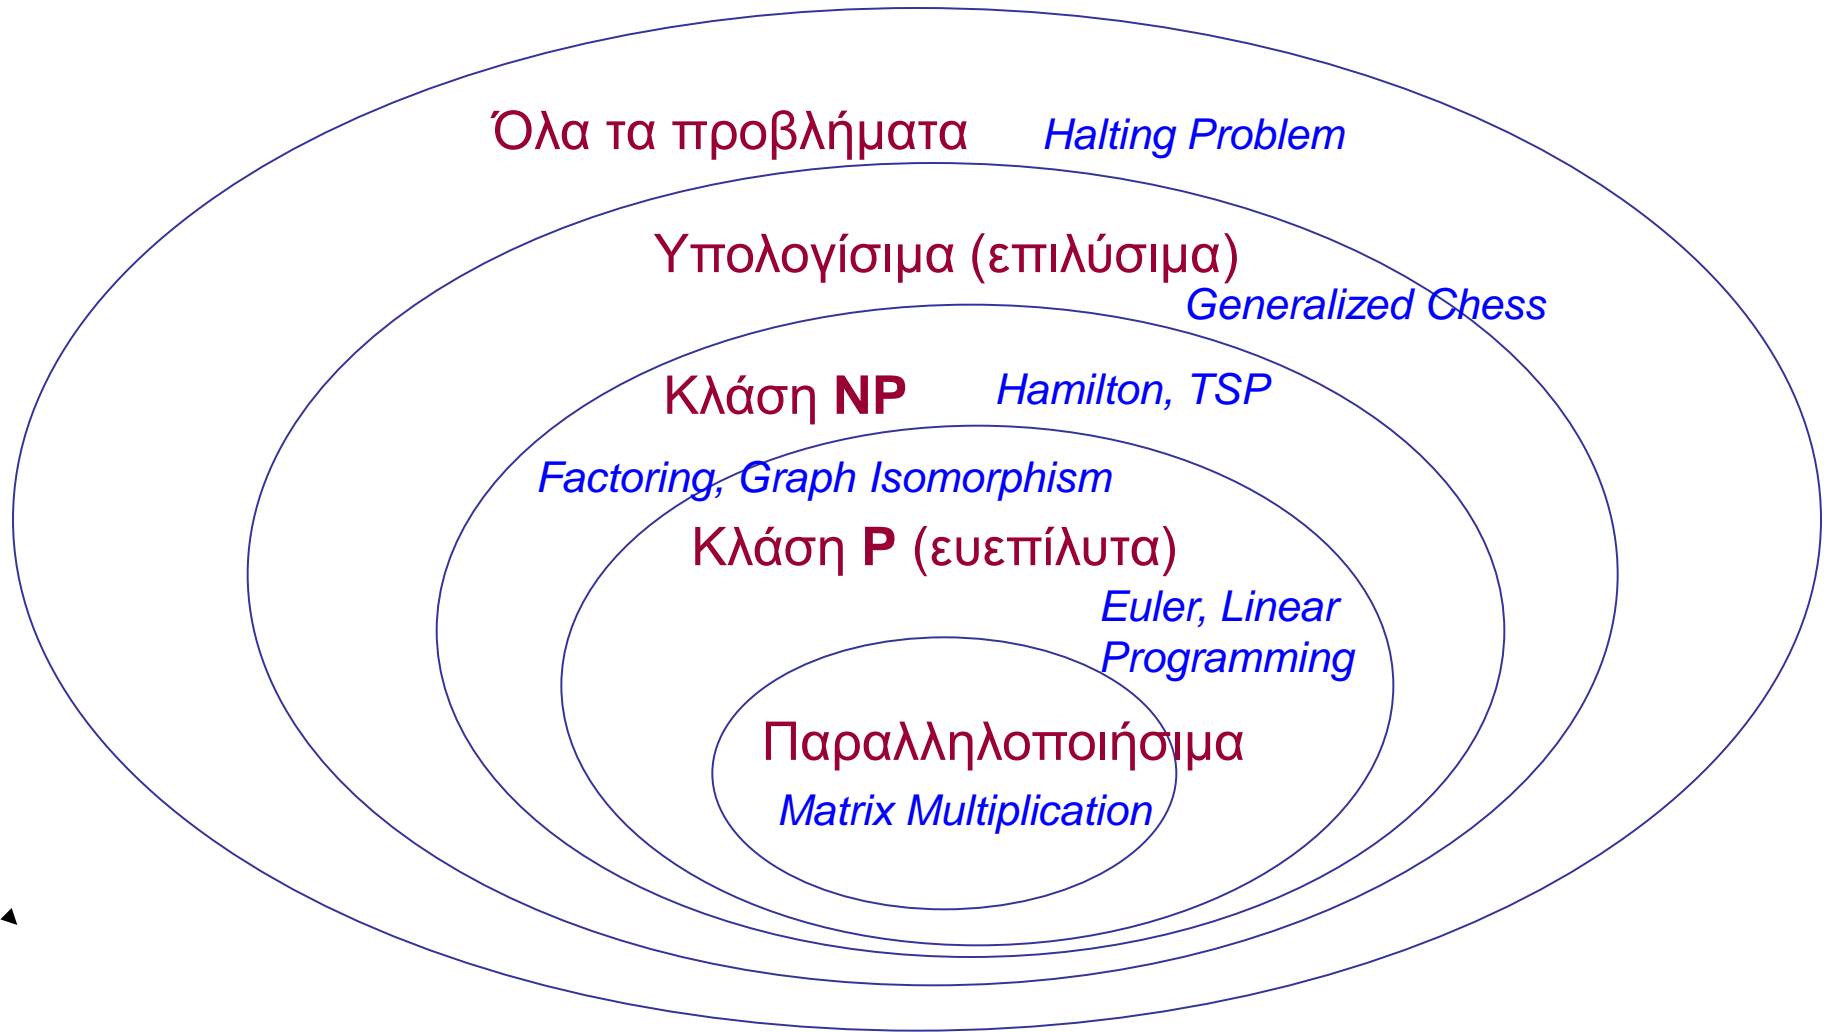 Όλα τα προβλήματα Halting Problem
Υπολογίσιμα (επιλύσιμα)
Generalized Chess
Κλάση NP Hamilton, TSP
Factoring, Graph Isomorphism
Κλάση P (ευεπίλυτα)
Euler, Linear
Programming
Παραλληλοποιήσιμα
Matrix Multiplication